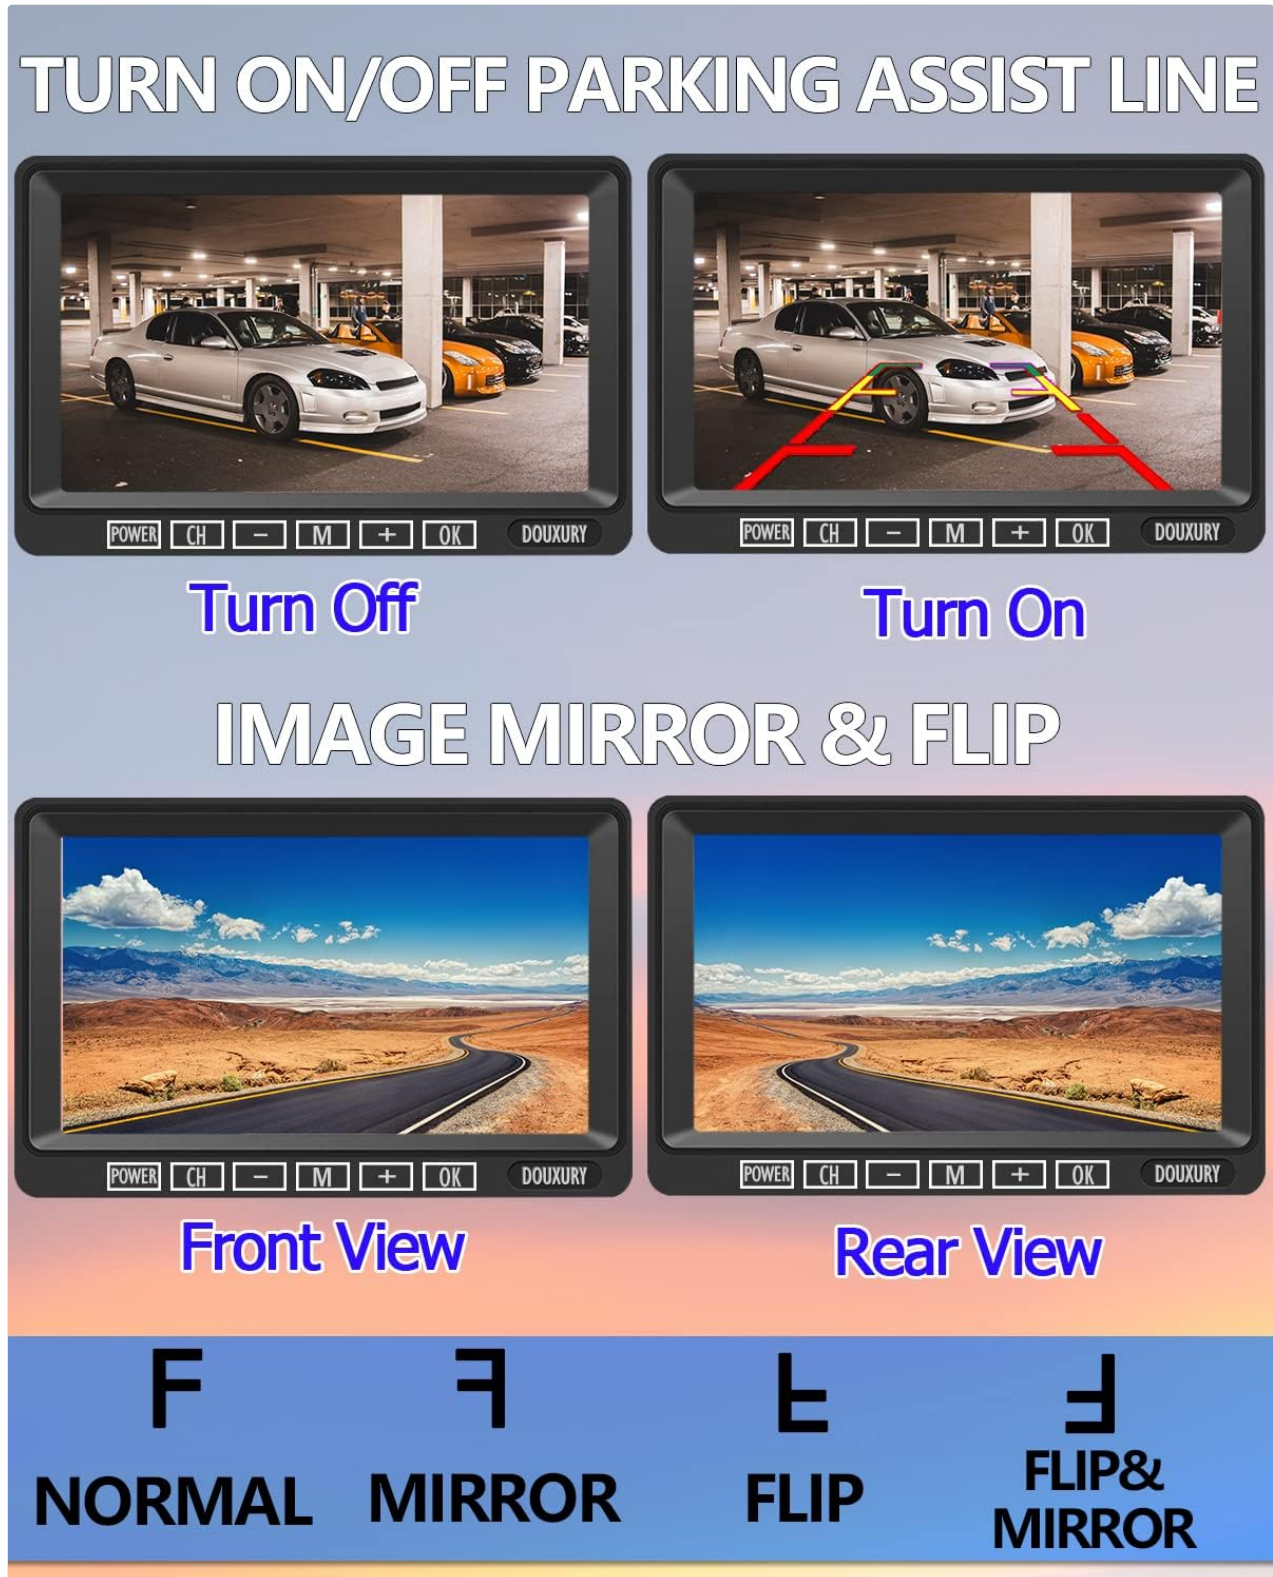 TURN ON/OFF PARKING ASSIST LINE
POWER CH - M + OK DOUXURY
POWER CH - M + OK DOUXURY
Turn Off
Turn On
IMAGE MIRROR & FLIP
POWER CH - M + OK DOUXURY
POWER CH - M + OK DOUXURY
Front View
Rear View
F
NORMAL
F
MIRROR
F
FLIP
F
FLIP&
MIRROR